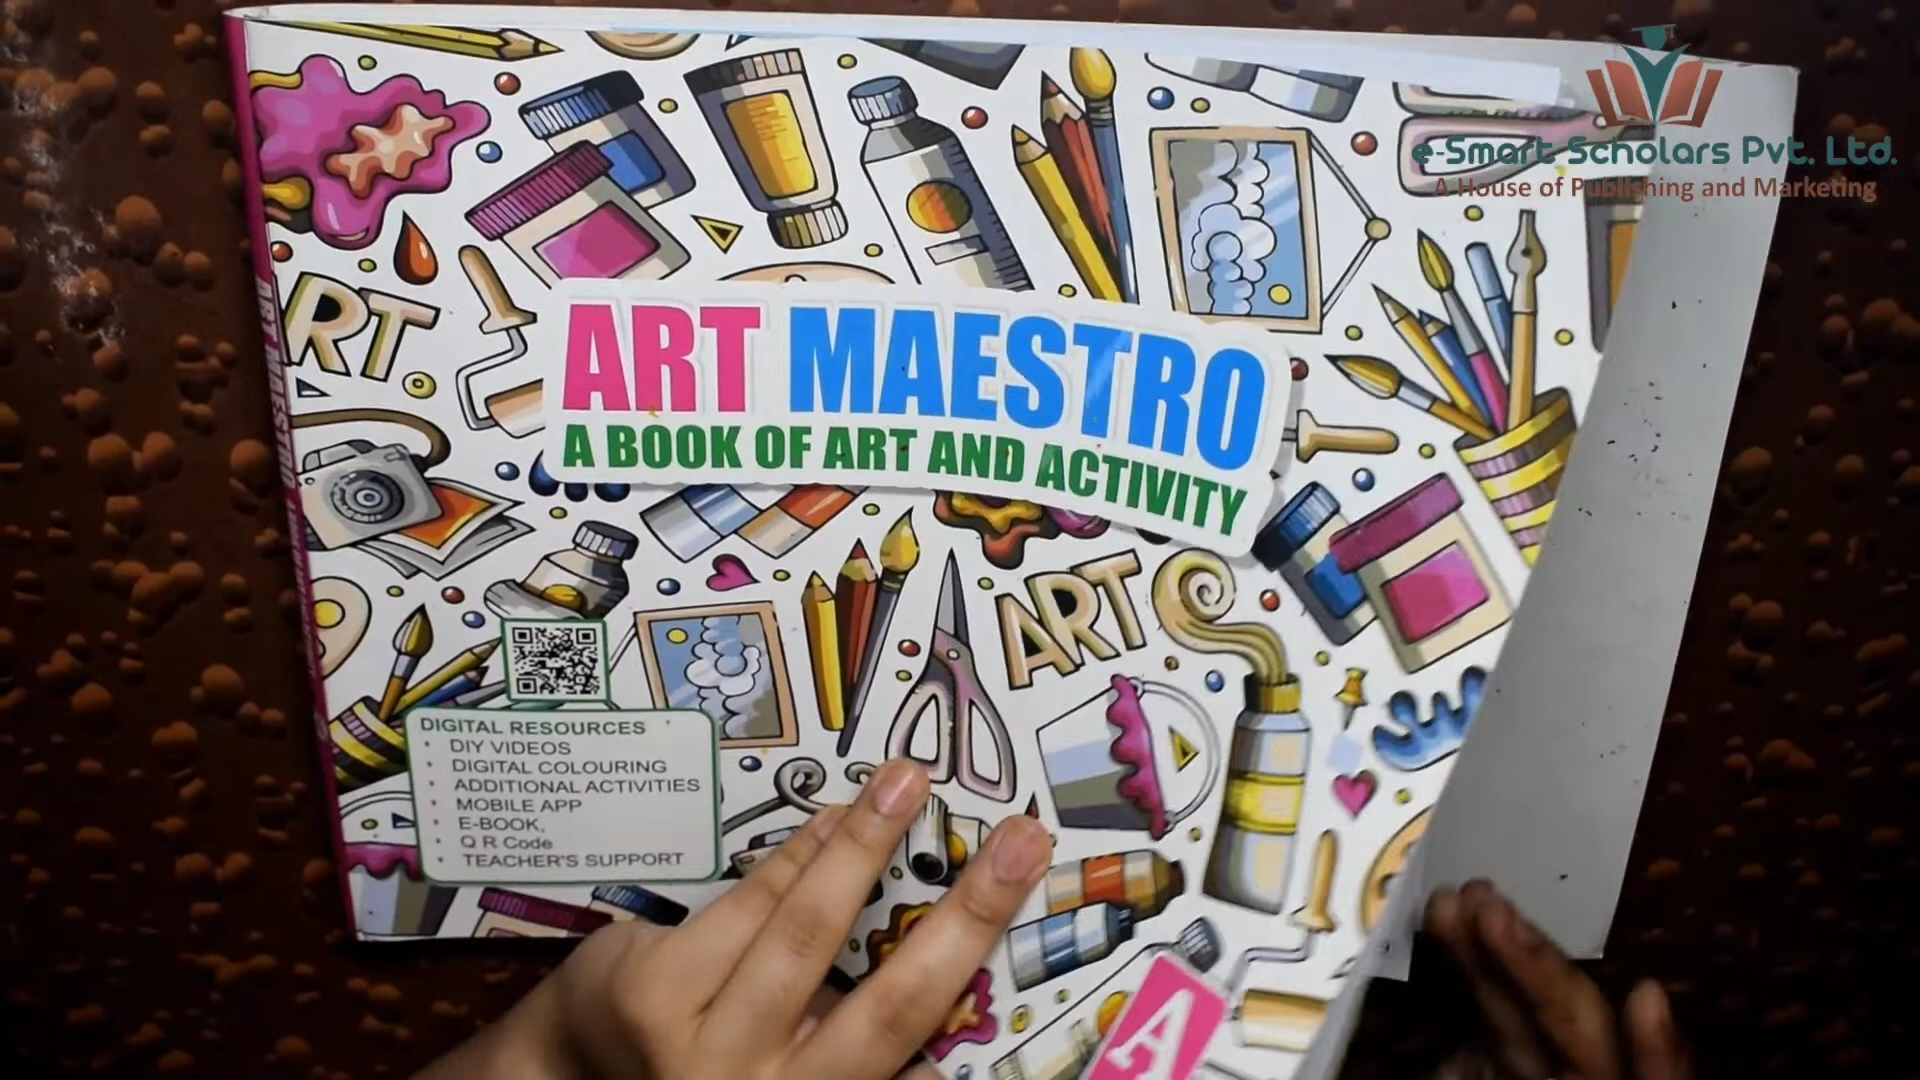 e-Smart Scholars Pvt. Ltd.
A House of Publishing and Marketing
ART
ART MAESTRO
A BOOK OF ART AND ACTIVITY
ART
ART MAESTRO
DIGITAL RESOURCES
• DIY VIDEOS
• DIGITAL COLOURING
• ADDITIONAL ACTIVITIES
• MOBILE APP
• E-BOOK,
• Q R Code
• TEACHER'S SUPPORT
A